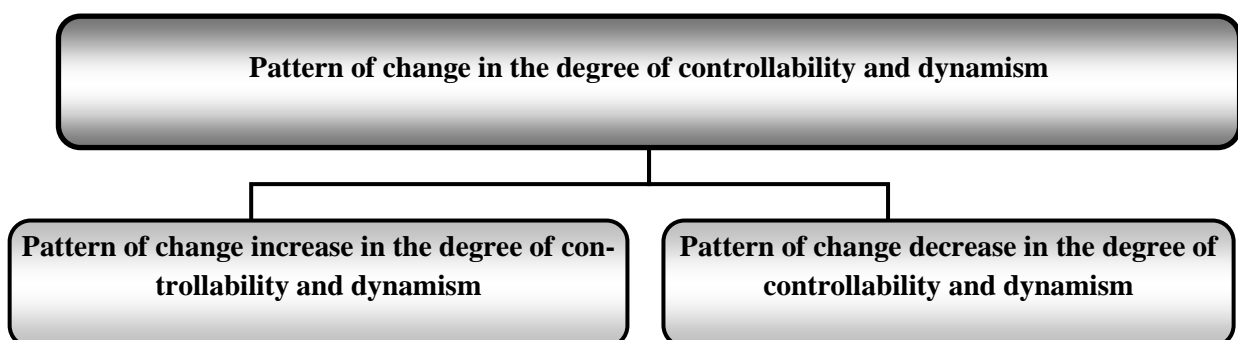 Pattern of change in the degree of controllability and dynamism
Pattern of change increase in the degree of con-
trollability and dynamism
Pattern of change decrease in the degree of
controllability and dynamism